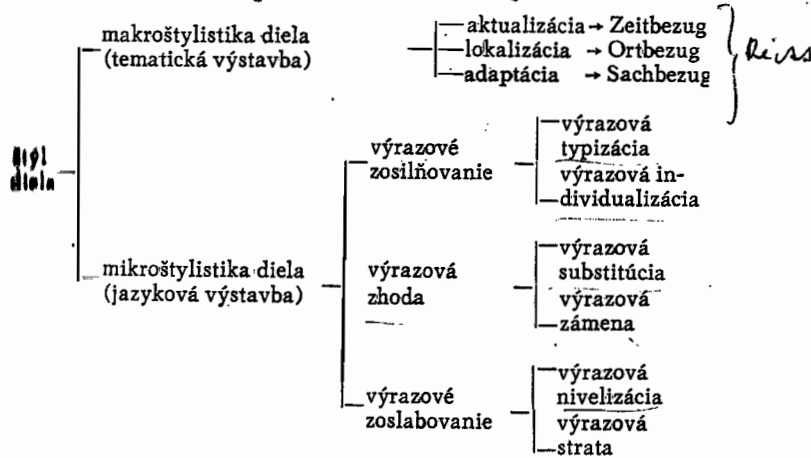 makroštylistika diela
(tematická výstavba)
aktualizácia → Zeitbezug
lokalizácia → Ortbezug
adaptácia → Sachbezug
štýl
diela
výrazové
zosilňovanie
výrazová
typizácia
výrazová in-
dividualizácia
mikroštylistika diela
(jazyková výstavba)
výrazová
zhoda
výrazová
substitúcia
výrazová
zámena
výrazové
zoslabovanie
výrazová
nivelizácia
výrazová
strata